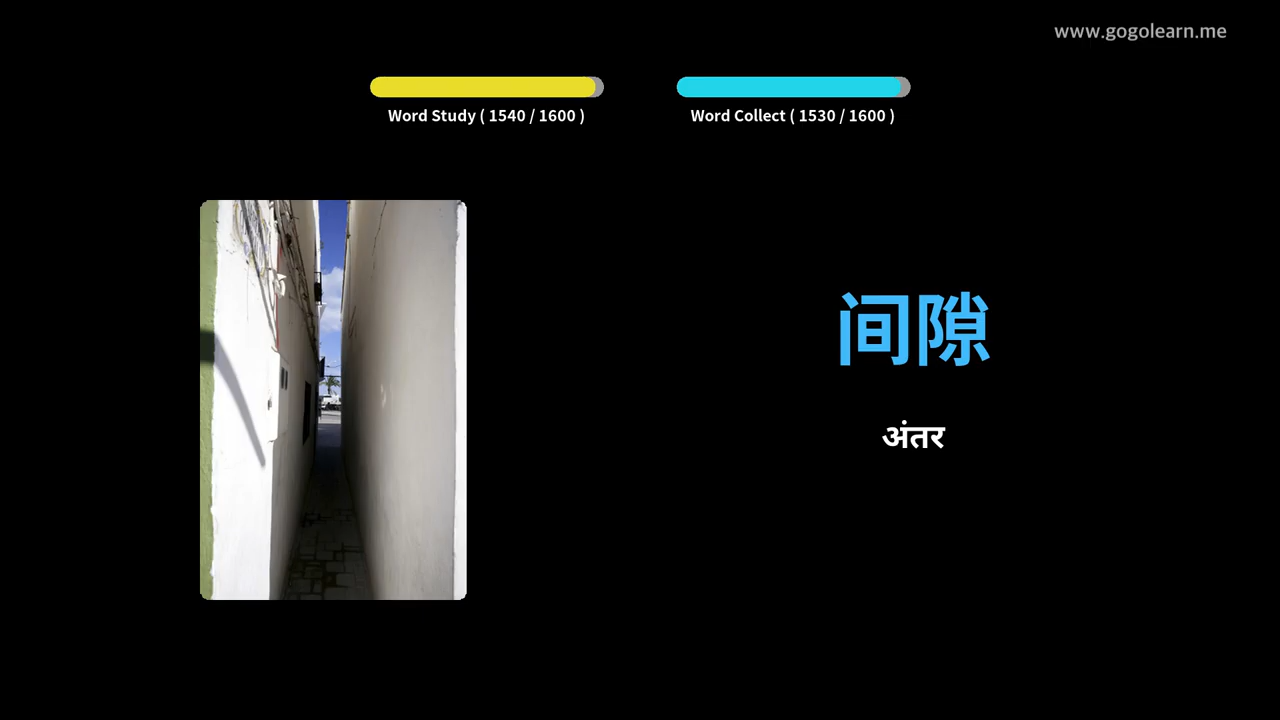 www.gogolearn.me
Word Study ( 1540 / 1600 )
Word Collect ( 1530 / 1600 )
间隙
अंतर